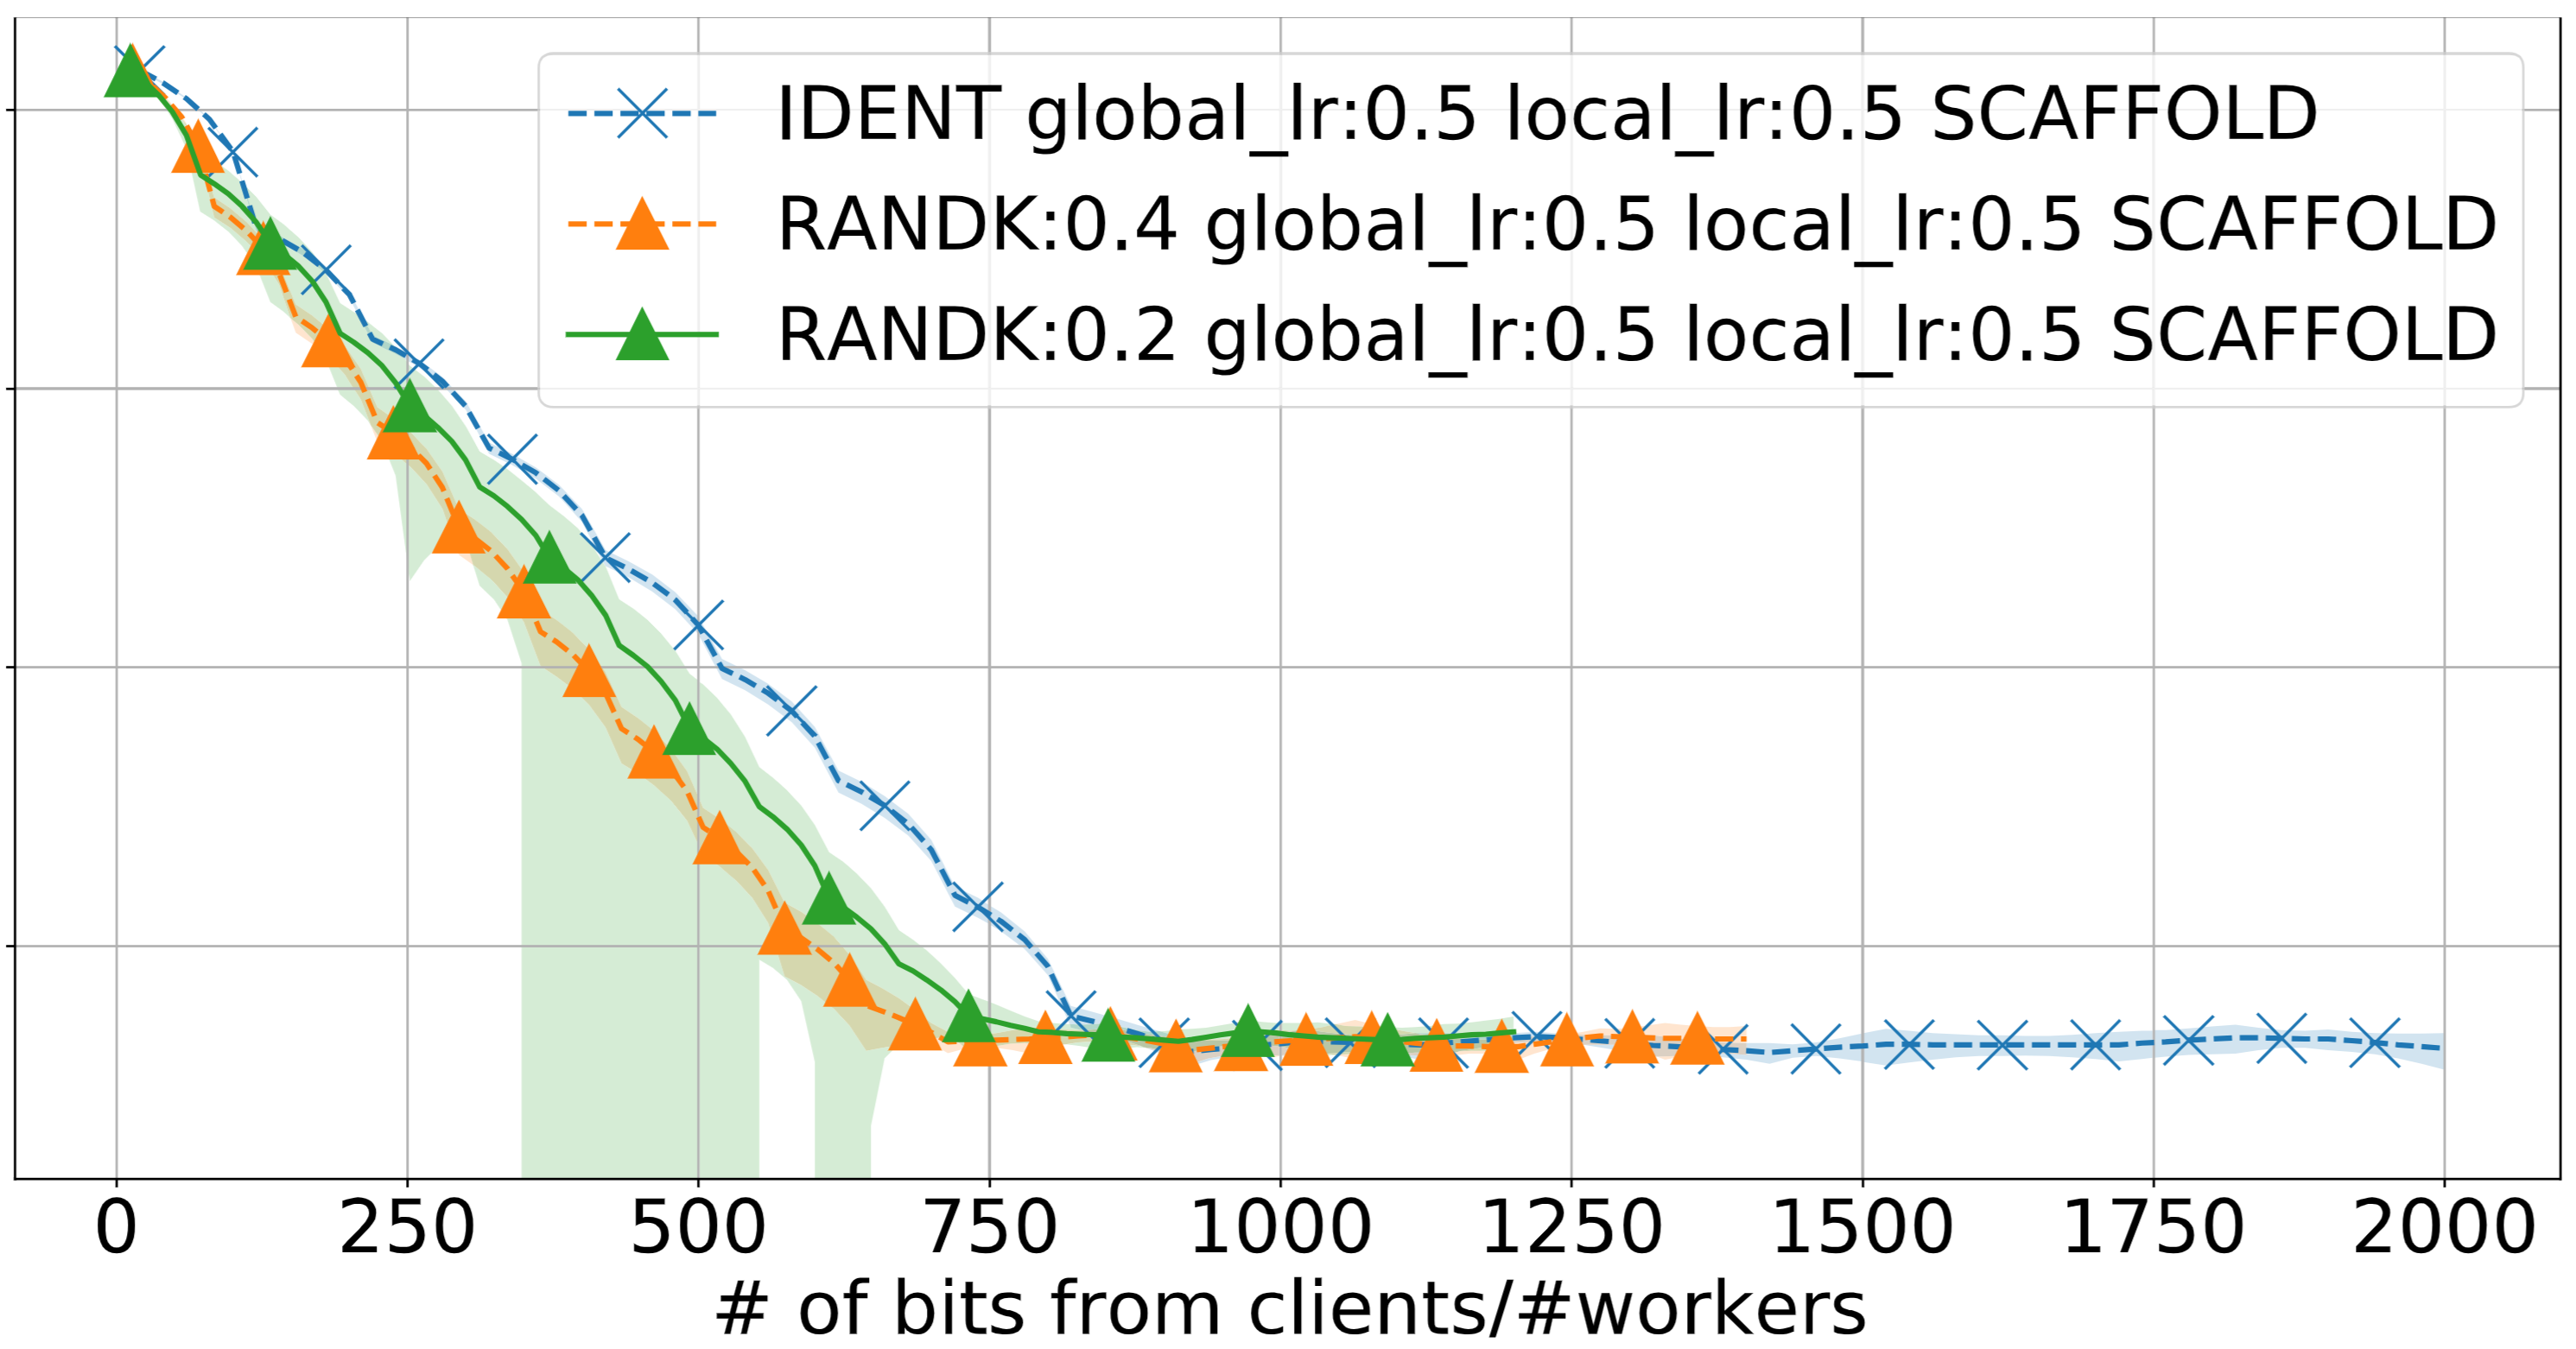 IDENT global_lr:0.5 local_lr:0.5 SCAFFOLD
RANDK:0.4 global_lr:0.5 local_lr:0.5 SCAFFOLD
RANDK:0.2 global_lr:0.5 local_lr:0.5 SCAFFOLD
0 250 500 750 1000 1250 1500 1750 2000
# of bits from clients/#workers